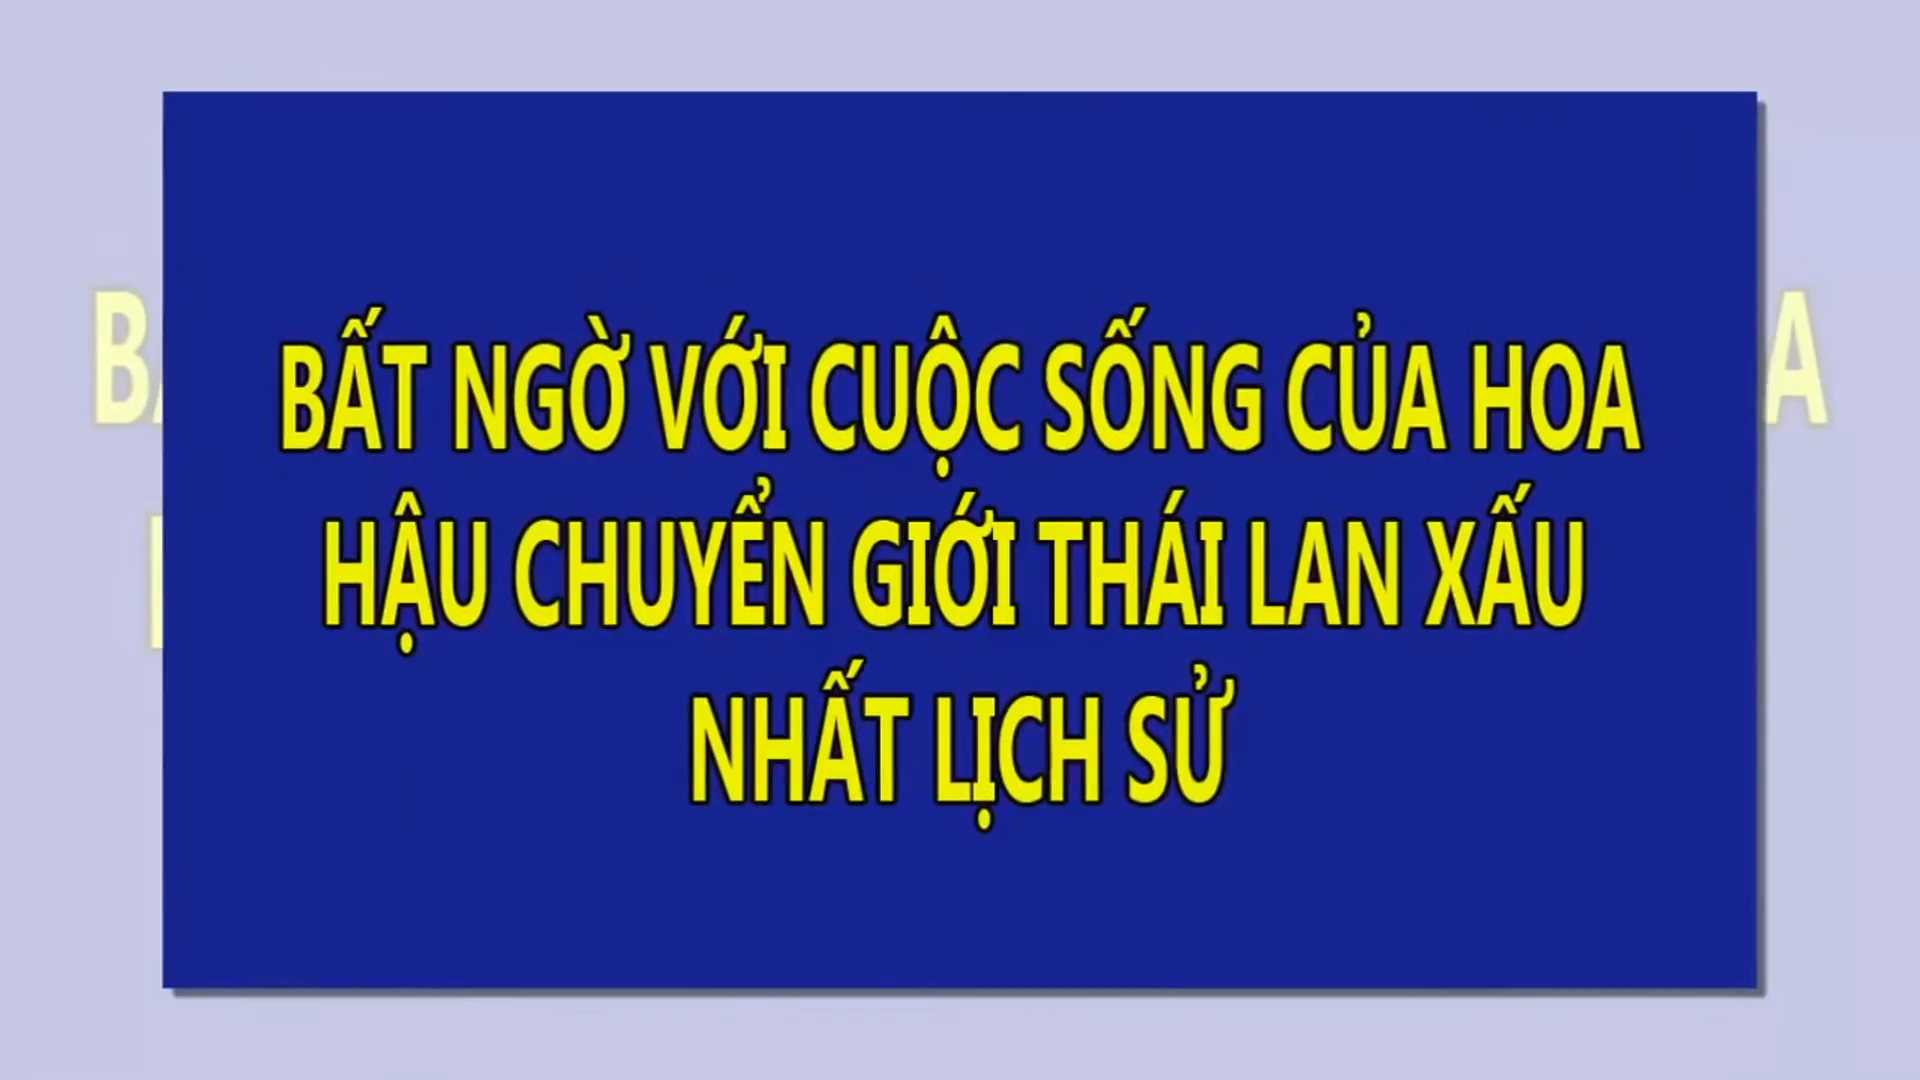 BẤT NGỜ VỚI CUỘC SỐNG CỦA HOA
HẬU CHUYỂN GIỚI THÁI LAN XẤU
NHẤT LỊCH SỬ